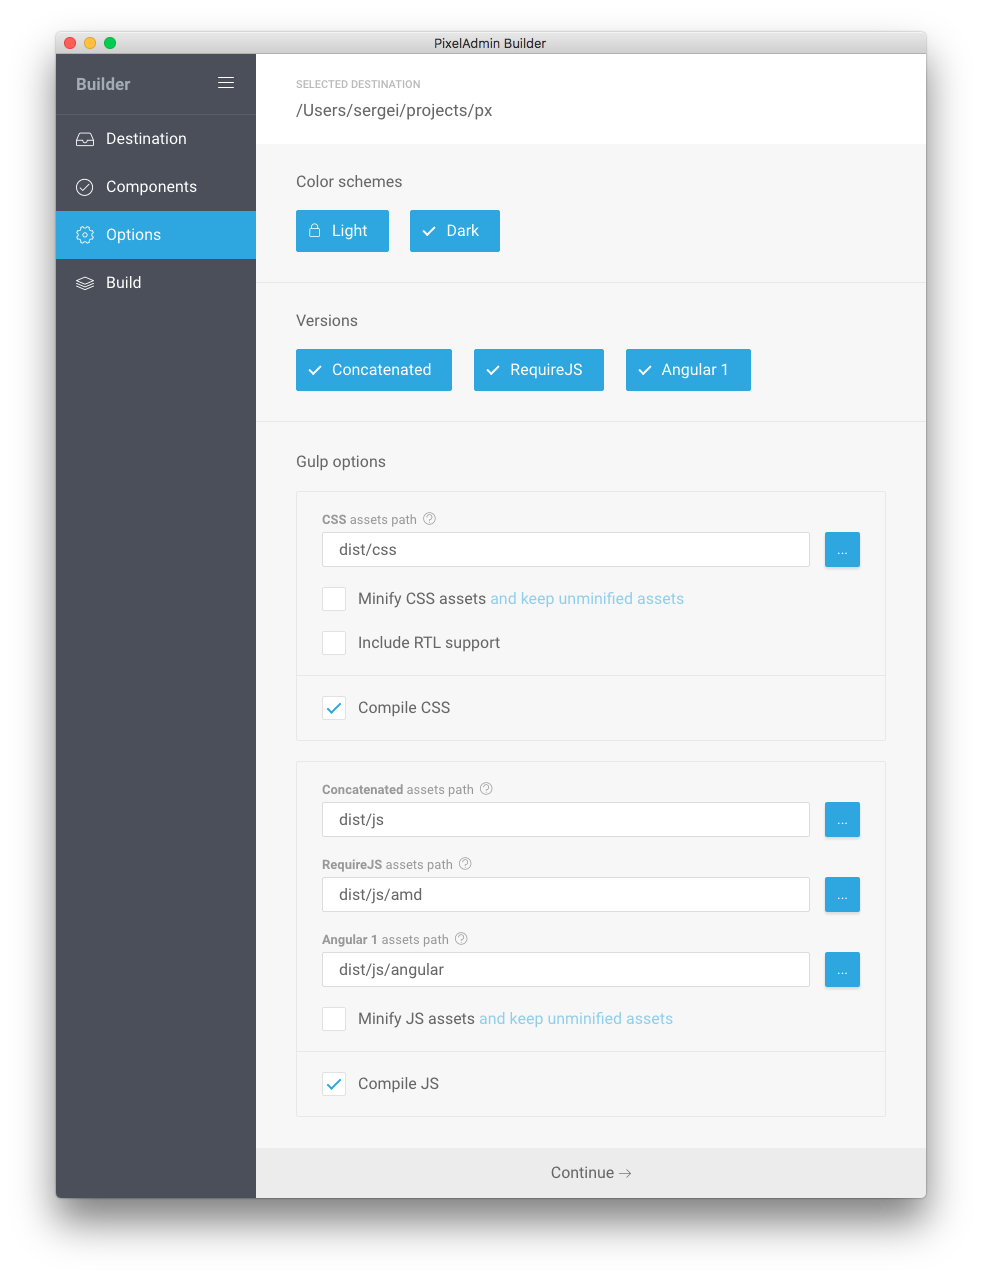 PixelAdmin Builder
Builder
Destination
Components
Options
Build
SELECTED DESTINATION
/Users/sergei/projects/px
Color schemes
Light
Dark
Versions
Concatenated
RequireJS
Angular 1
Gulp options
CSS assets path
dist/css
...
Minify CSS assets and keep unminified assets
Include RTL support
Compile CSS
Concatenated assets path
dist/js
...
RequireJS assets path
dist/js/amd
...
Angular 1 assets path
dist/js/angular
...
Minify JS assets and keep unminified assets
Compile JS
Continue →